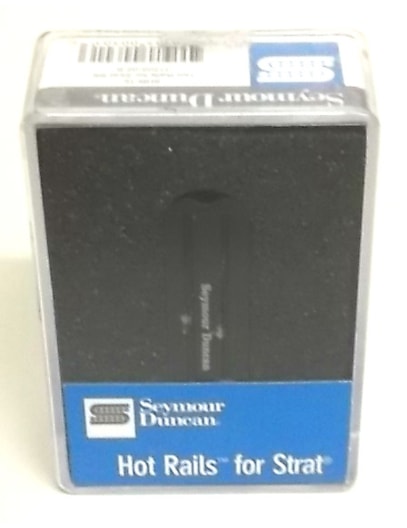 Seymour Duncan
Seymour Duncan
Seymour
Duncan
Hot Rails™ for Strat®